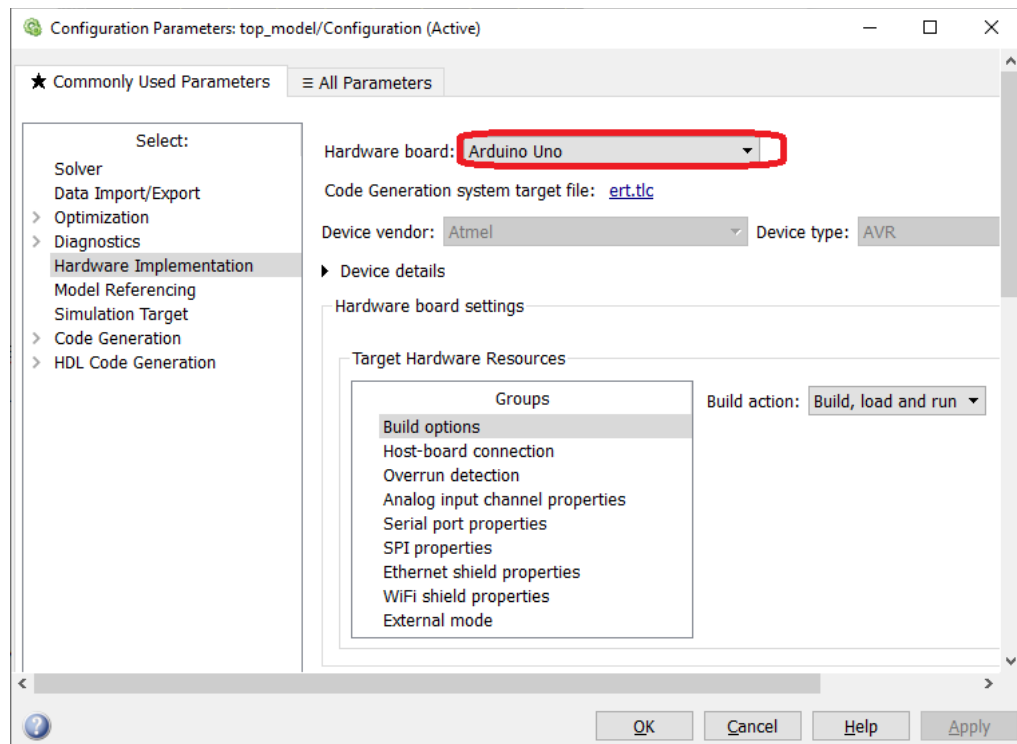 Configuration Parameters: top_model/Configuration (Active)
★ Commonly Used Parameters
≡ All Parameters
Select:
Solver
Data Import/Export
Optimization
Diagnostics
Hardware Implementation
Model Referencing
Simulation Target
Code Generation
HDL Code Generation
Hardware board: Arduino Uno
Code Generation system target file: ert.tlc
Device vendor: Atmel Device type: AVR
Device details
Hardware board settings
Target Hardware Resources
Groups
Build options
Host-board connection
Overrun detection
Analog input channel properties
Serial port properties
SPI properties
Ethernet shield properties
WiFi shield properties
External mode
Build action: Build, load and run
OK Cancel Help Apply